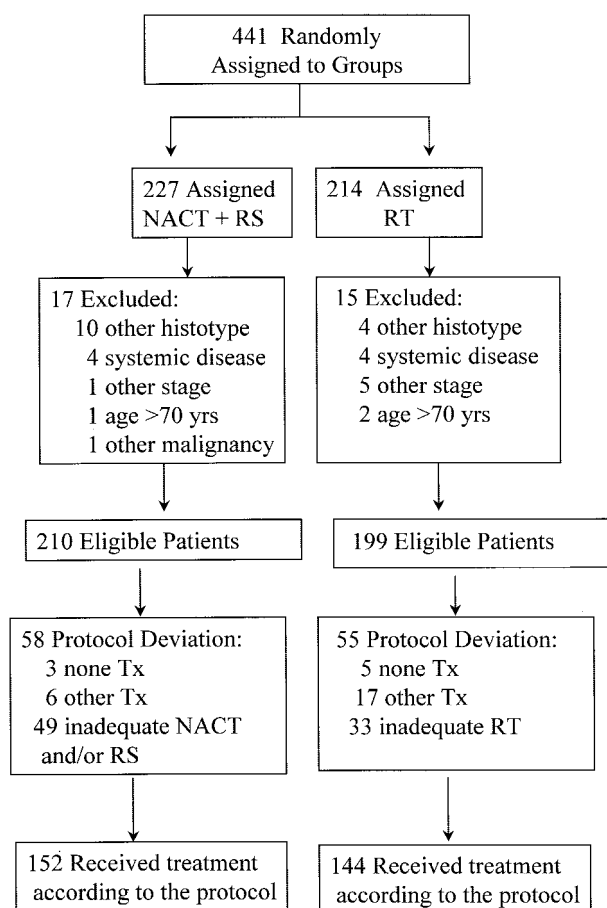 441 Randomly
Assigned to Groups
227 Assigned
NACT + RS
214 Assigned
RT
17 Excluded:
10 other histotype
4 systemic disease
1 other stage
1 age >70 yrs
1 other malignancy
15 Excluded:
4 other histotype
4 systemic disease
5 other stage
2 age >70 yrs
210 Eligible Patients
199 Eligible Patients
58 Protocol Deviation:
3 none Tx
6 other Tx
49 inadequate NACT
and/or RS
55 Protocol Deviation:
5 none Tx
17 other Tx
33 inadequate RT
152 Received treatment
according to the protocol
144 Received treatment
according to the protocol